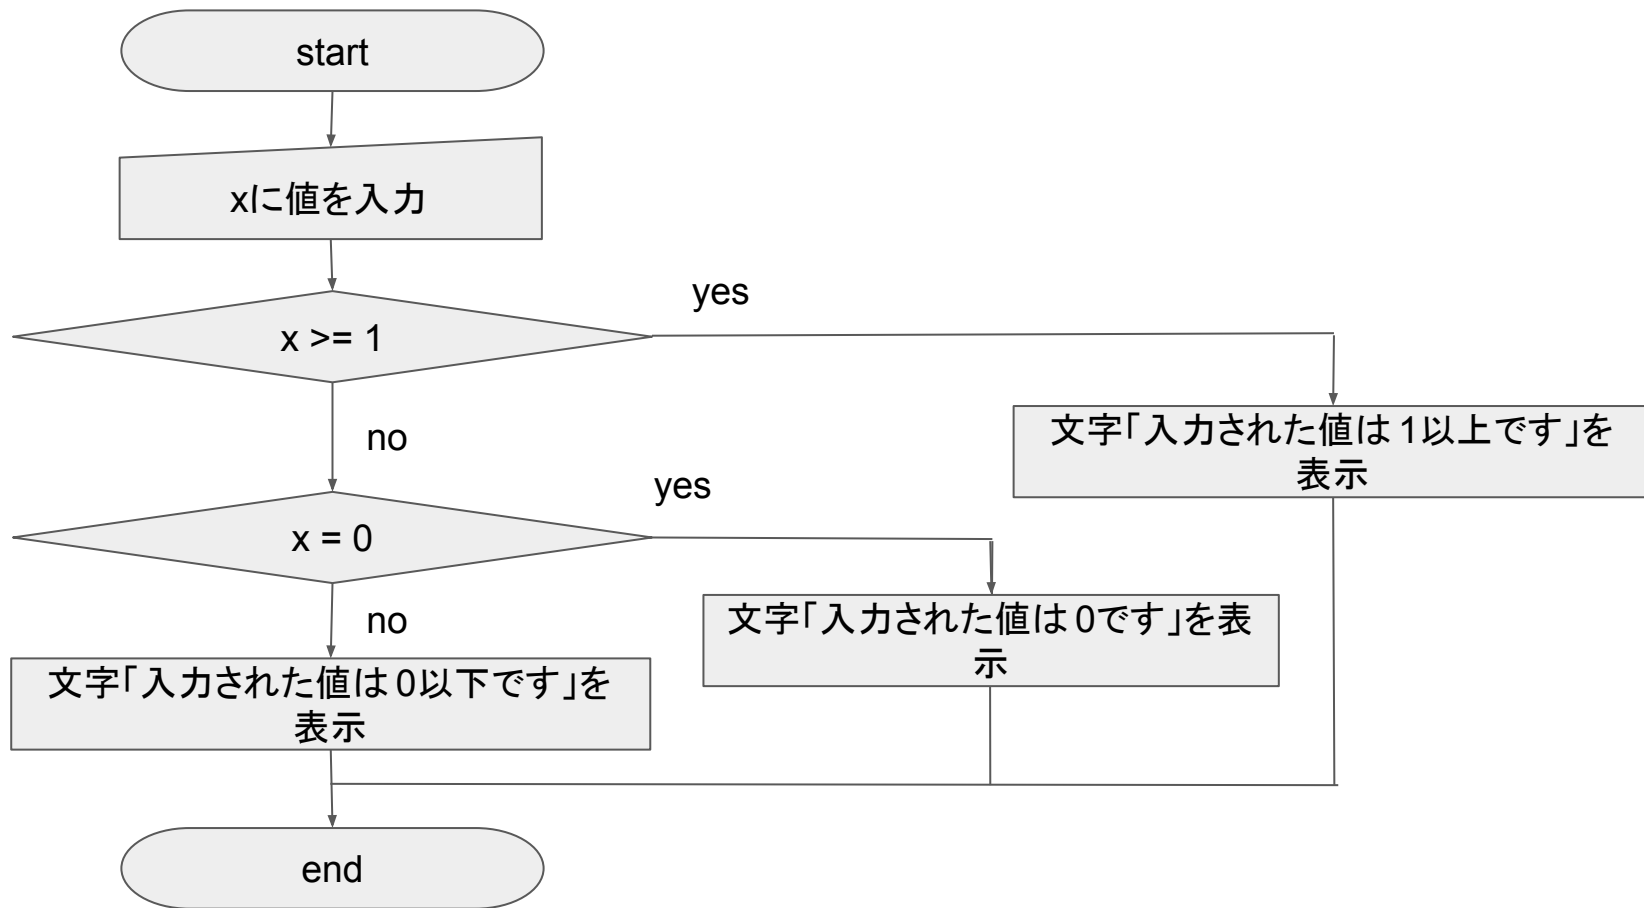 start
xに値を入力
yes
x >= 1
no
文字「入力された値は1以上です」を
表示
yes
x = 0
no
文字「入力された値は0です」を表
示
文字「入力された値は0以下です」を
表示
end